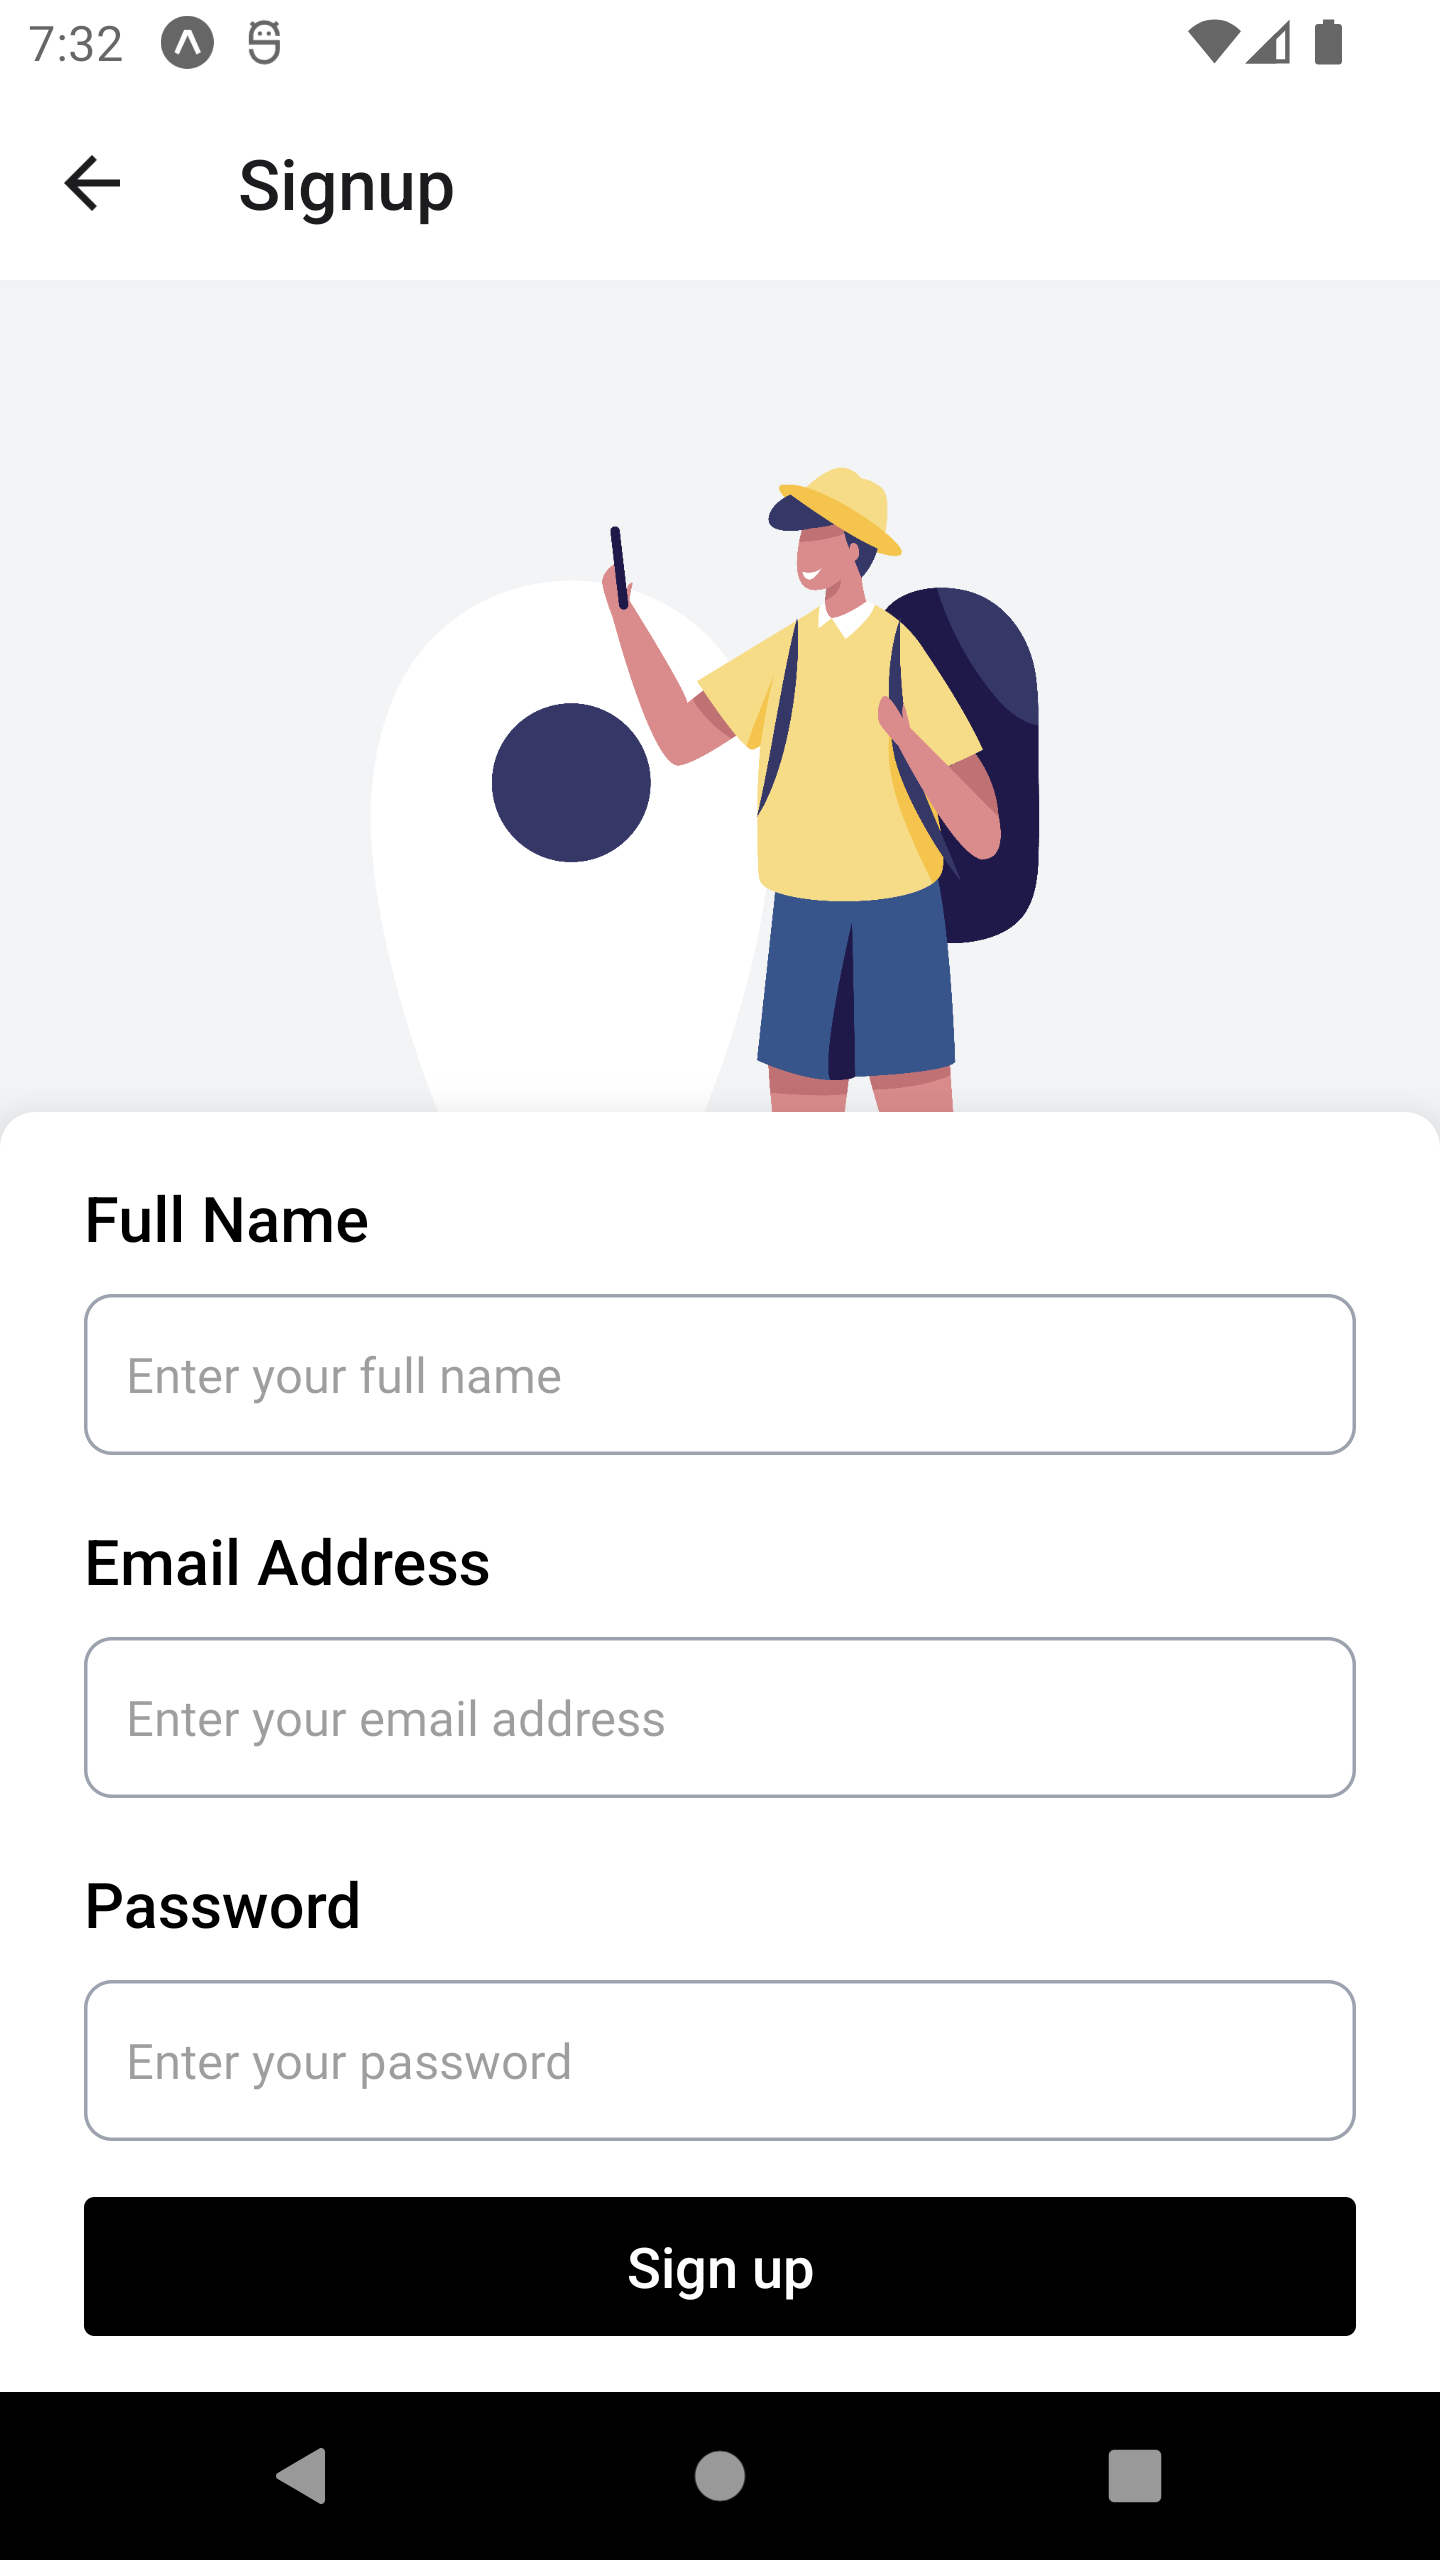 7:32
Signup
Full Name
Enter your full name
Email Address
Enter your email address
Password
Enter your password
Sign up